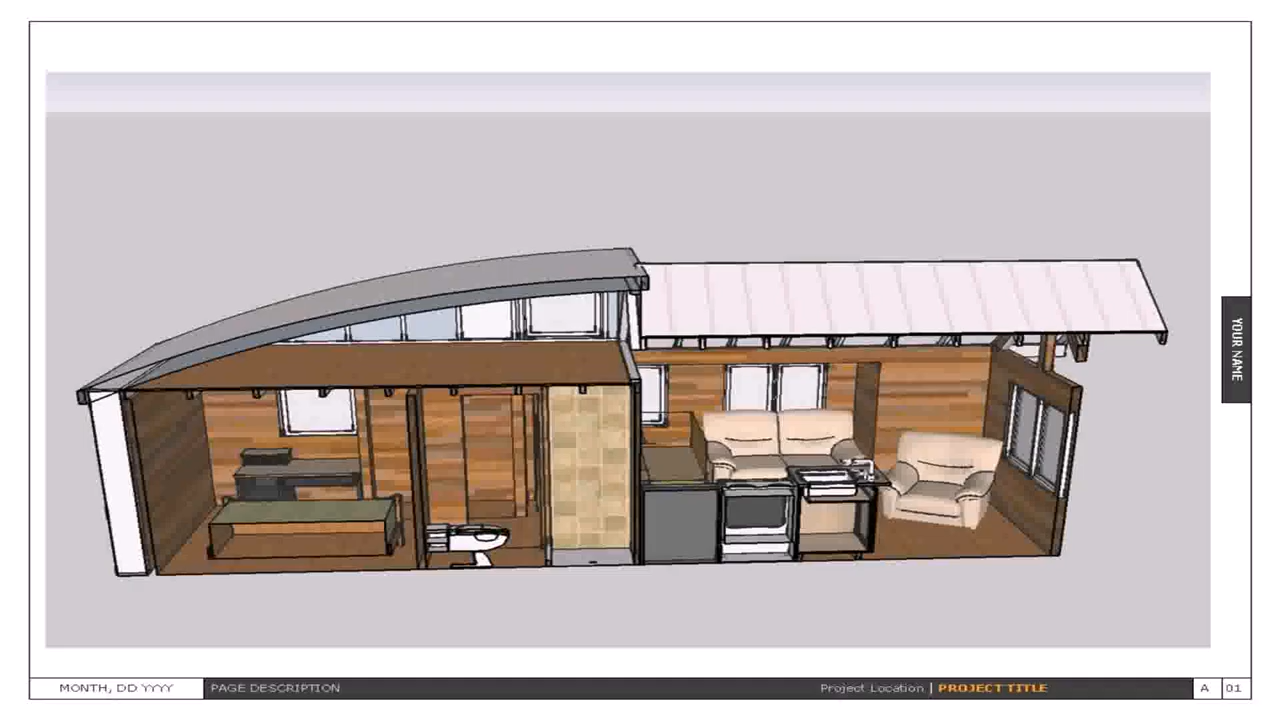 YOUR NAME
MONTH, DD YYYY
PAGE DESCRIPTION
Project Location | PROJECT TITLE
A 01